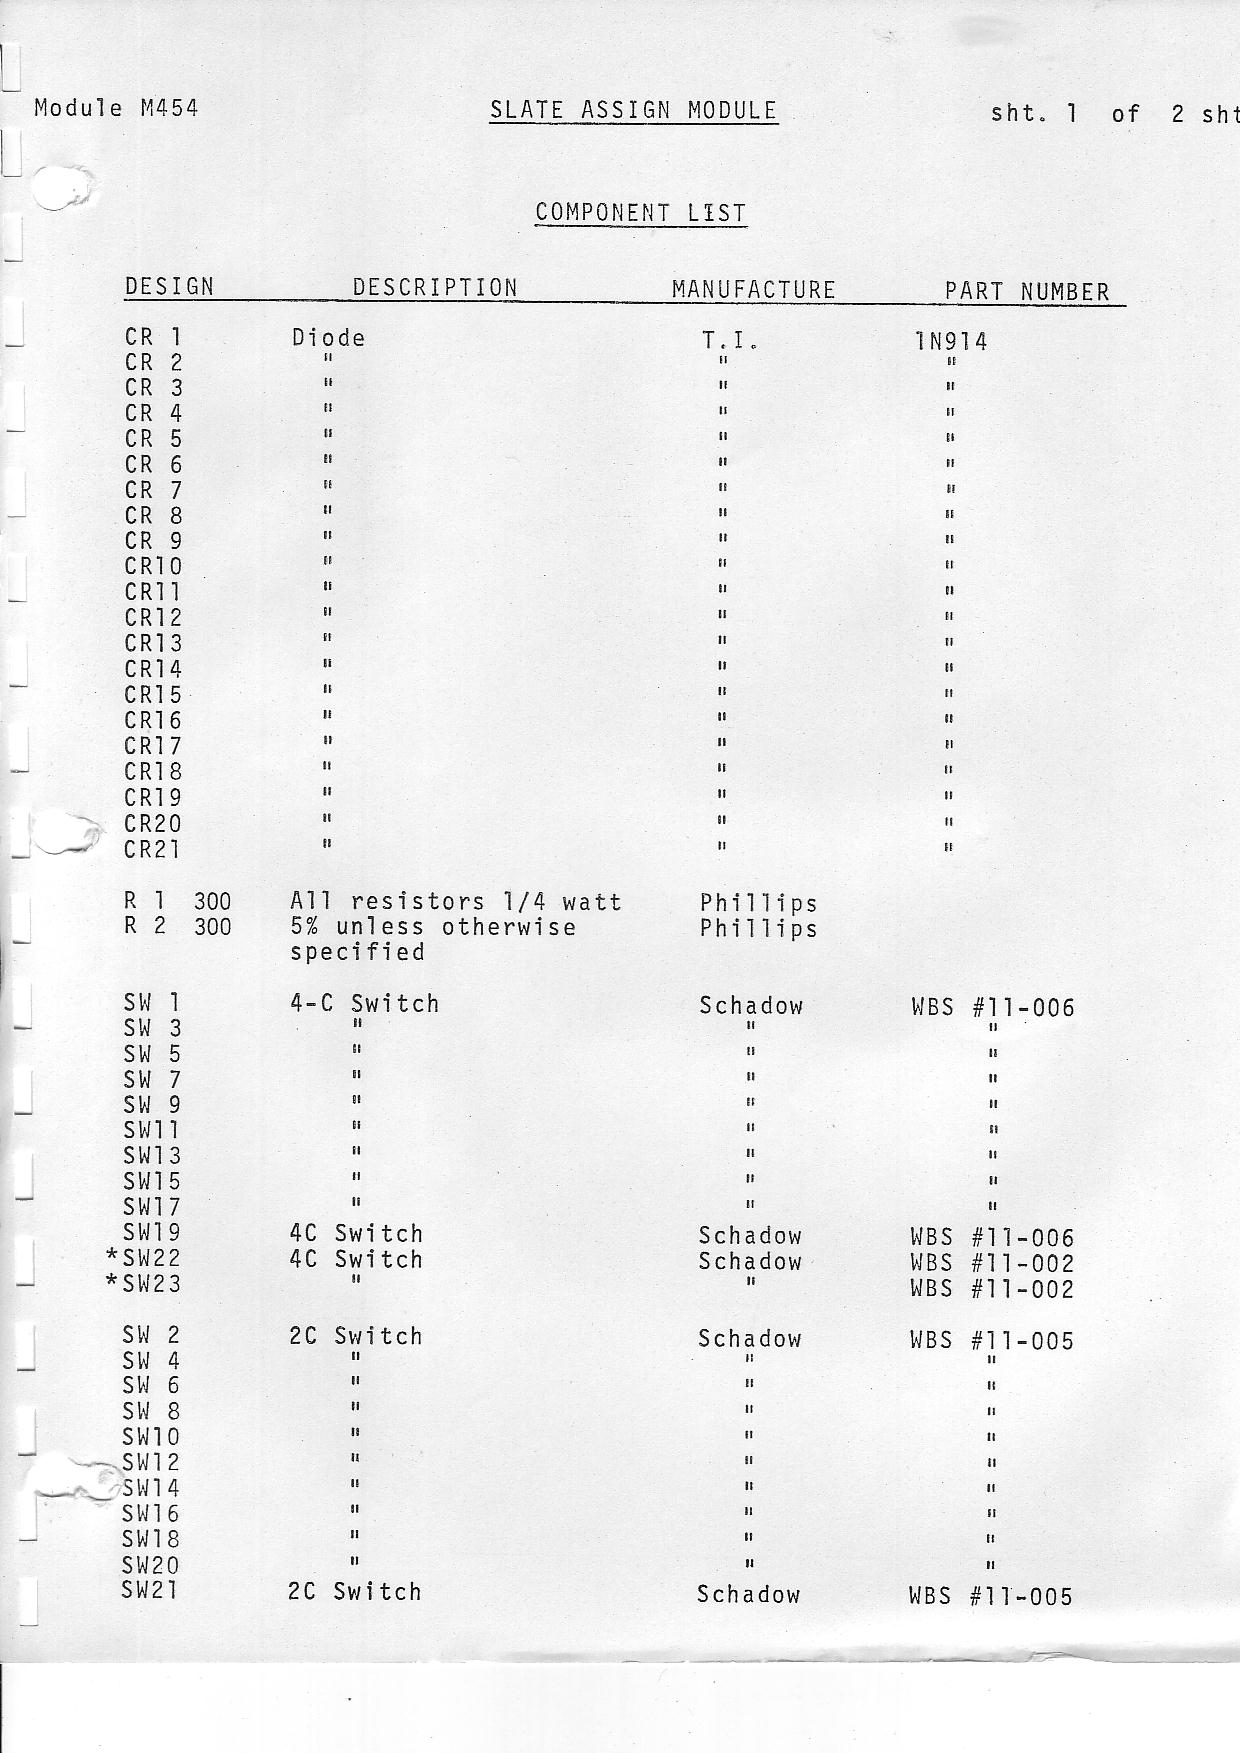 Module M454 SLATE ASSIGN MODULE sht. 1 of 2 sht
COMPONENT LIST
DESIGN DESCRIPTION MANUFACTURE PART NUMBER
CR 1 Diode T.I. 1N914
CR 2 " " "
CR 3 " " "
CR 4 " " "
CR 5 " " "
CR 6 " " "
CR 7 " " "
CR 8 " " "
CR 9 " " "
CR10 " " "
CR11 " " "
CR12 " " "
CR13 " " "
CR14 " " "
CR15 " " "
CR16 " " "
CR17 " " "
CR18 " " "
CR19 " " "
CR20 " " "
CR21 " " "
R 1 300 All resistors 1/4 watt Phillips
R 2 300 5% unless otherwise Phillips
specified
SW 1 4-C Switch Schadow WBS #11-006
SW 3 " " "
SW 5 " " "
SW 7 " " "
SW 9 " " "
SW11 " " "
SW13 " " "
SW15 " " "
SW17 " " "
SW19 4C Switch Schadow WBS #11-006
*SW22 4C Switch Schadow WBS #11-002
*SW23 " " WBS #11-002
SW 2 2C Switch Schadow WBS #11-005
SW 4 " " "
SW 6 " " "
SW 8 " " "
SW10 " " "
SW12 " " "
SW14 " " "
SW16 " " "
SW18 " " "
SW20 " " "
SW21 2C Switch Schadow WBS #11-005